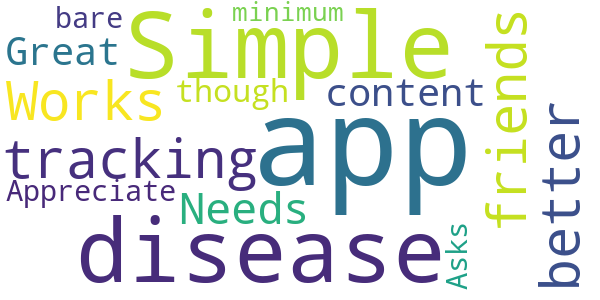 bare
minimum
Great
Simple
friends
Works
though
content
better
app
tracking
Appreciate
Needs
disease
Asks